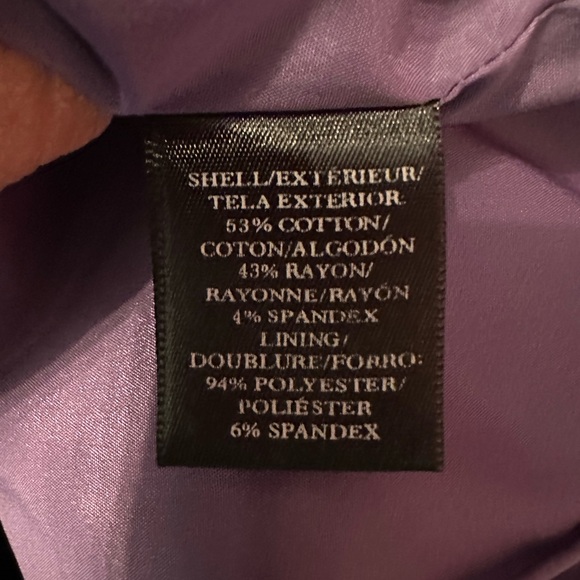 SHELL/EXTÉRIEUR/
TELA EXTERIOR:
53% COTTON/
COTON/ALGODÓN
43% RAYON/
RAYONNE/RAYÓN
4% SPANDEX
LINING/
DOUBLURE/FORRO:
94% POLYESTER/
POLIÉSTER
6% SPANDEX